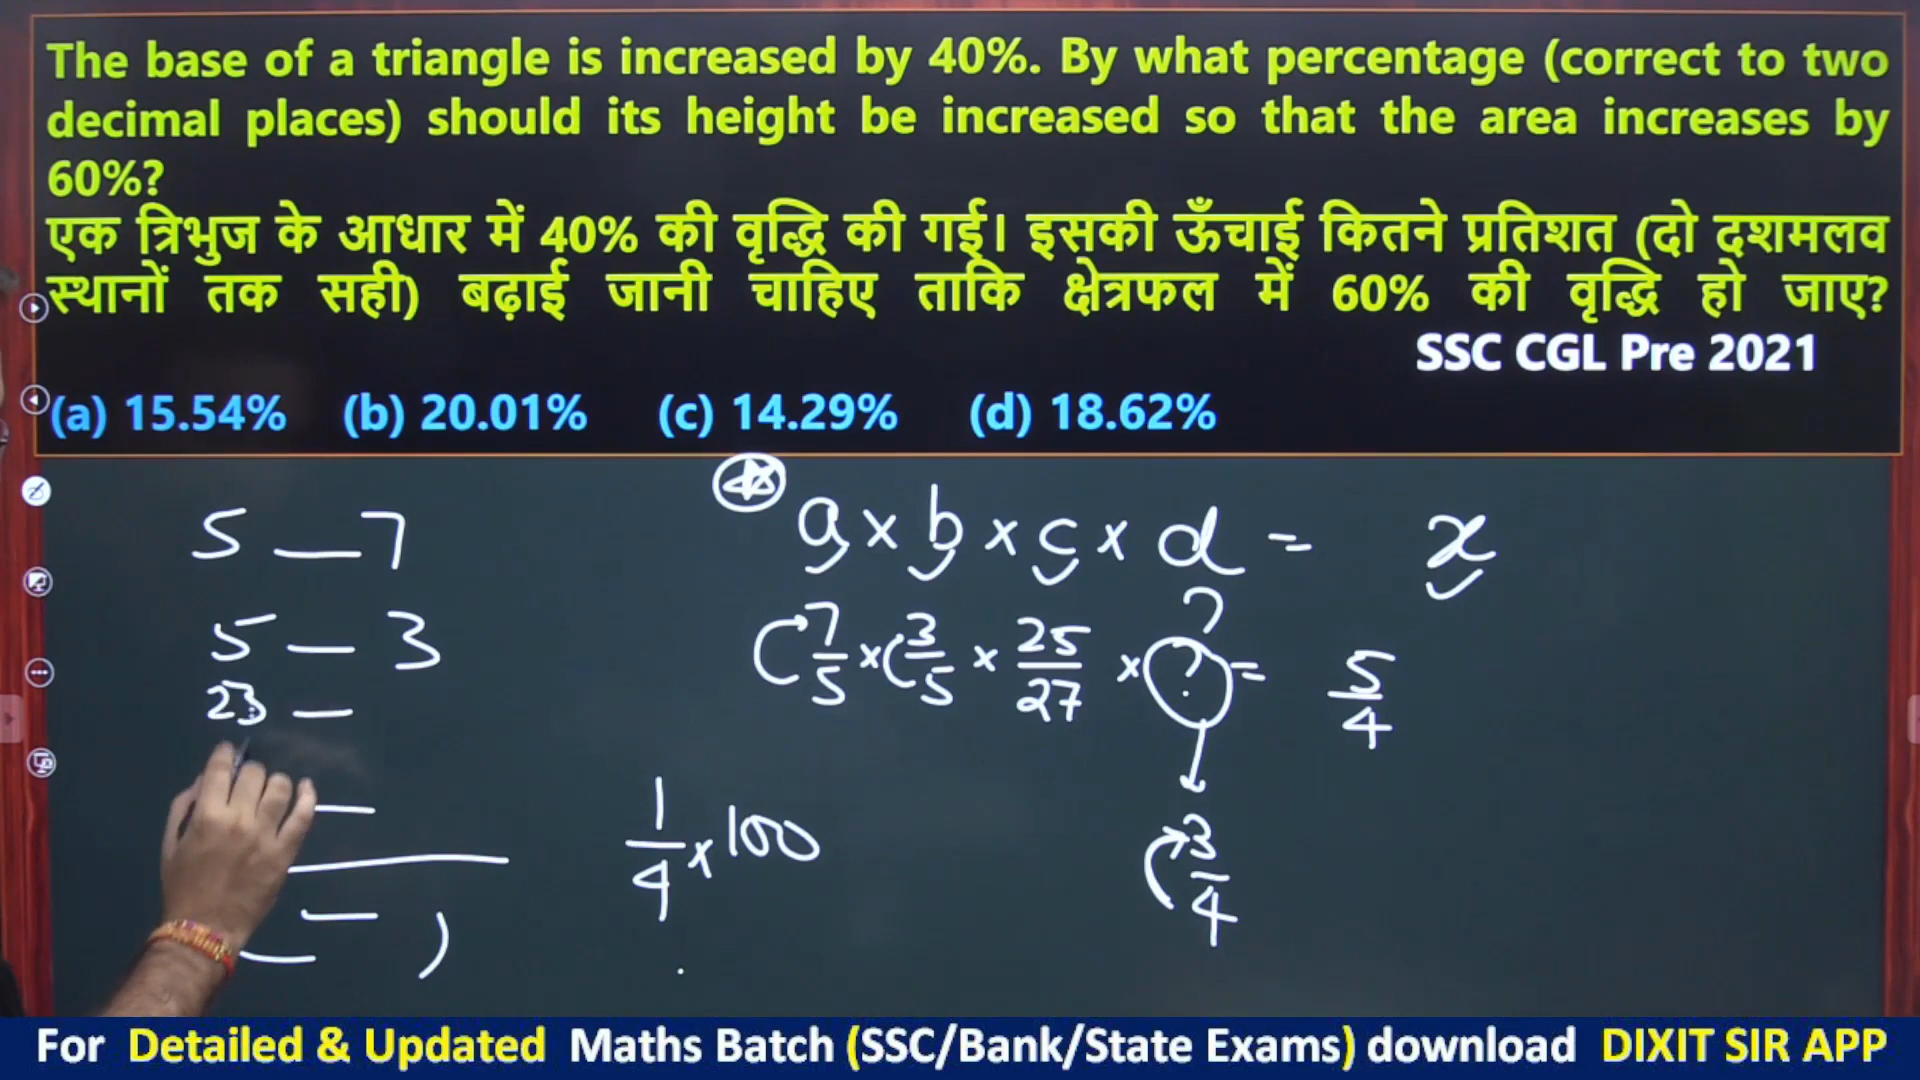 The base of a triangle is increased by 40%. By what percentage (correct to two
decimal places) should its height be increased so that the area increases by
60%?
एक त्रिभुज के आधार में 40% की वृद्धि की गई। इसकी ऊँचाई कितने प्रतिशत (दो दशमलव
स्थानों तक सही) बढ़ाई जानी चाहिए ताकि क्षेत्रफल में 60% की वृद्धि हो जाए?
SSC CGL Pre 2021
(a) 15.54% (b) 20.01% (c) 14.29% (d) 18.62%
5 — 7
5 — 3
23 —
a × b × c × d = x
7/5 × 3/5 × 25/27 × ? = 5/4
?
3/4
1/4 × 100
For Detailed & Updated Maths Batch (SSC/Bank/State Exams) download DIXIT SIR APP